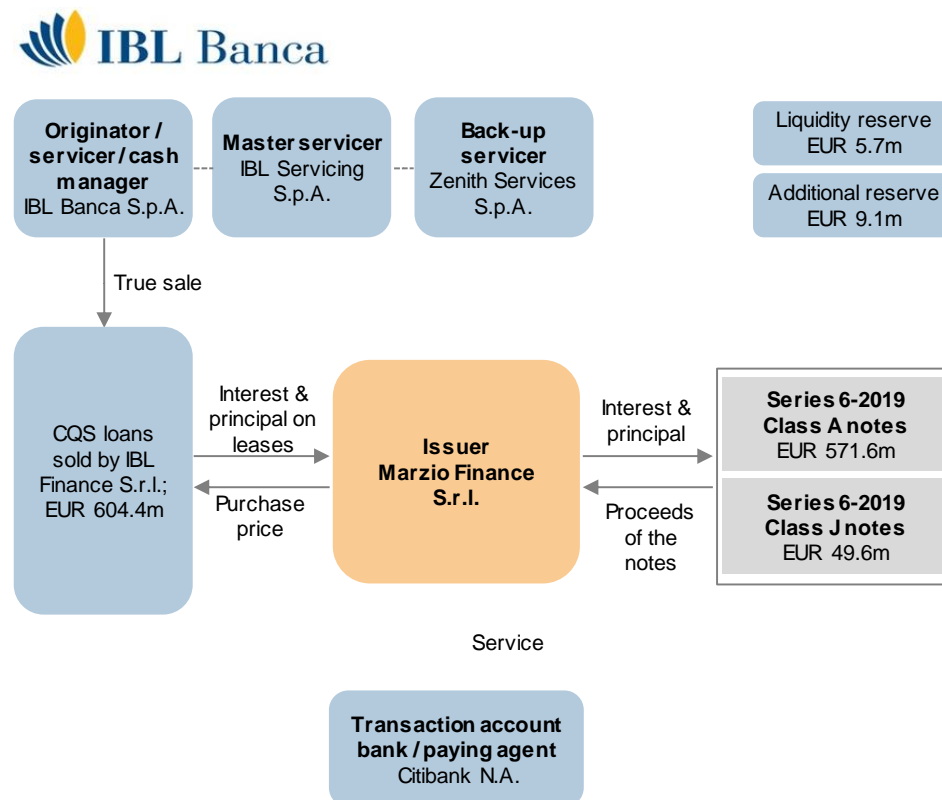 IBL Banca
Originator /
servicer / cash
manager
IBL Banca S.p.A.
Master servicer
IBL Servicing
S.p.A.
Back-up
servicer
Zenith Services
S.p.A.
Liquidity reserve
EUR 5.7m
Additional reserve
EUR 9.1m
True sale
CQS loans
sold by IBL
Finance S.r.l.;
EUR 604.4m
Interest &
principal on
leases
Purchase
price
Issuer
Marzio Finance
S.r.l.
Interest &
principal
Proceeds
of the
notes
Series 6-2019
Class A notes
EUR 571.6m
Series 6-2019
Class J notes
EUR 49.6m
Service
Transaction account
bank / paying agent
Citibank N.A.